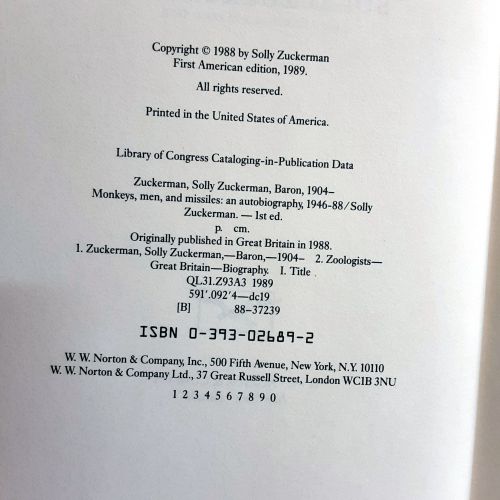 Copyright © 1988 by Solly Zuckerman
First American edition, 1989.
All rights reserved.
Printed in the United States of America.
Library of Congress Cataloging-in-Publication Data
Zuckerman, Solly Zuckerman, Baron, 1904–
Monkeys, men, and missiles: an autobiography, 1946-88/Solly
Zuckerman. — 1st ed.
p. cm.
Originally published in Great Britain in 1988.
1. Zuckerman, Solly Zuckerman,—Baron,—1904– 2. Zoologists—
Great Britain—Biography. I. Title.
QL31.Z93A3 1989
591'.092'4—dc19
[B] 88-37239
ISBN 0-393-02689-2
W. W. Norton & Company, Inc., 500 Fifth Avenue, New York, N.Y. 10110
W. W. Norton & Company Ltd., 37 Great Russell Street, London WC1B 3NU
1 2 3 4 5 6 7 8 9 0